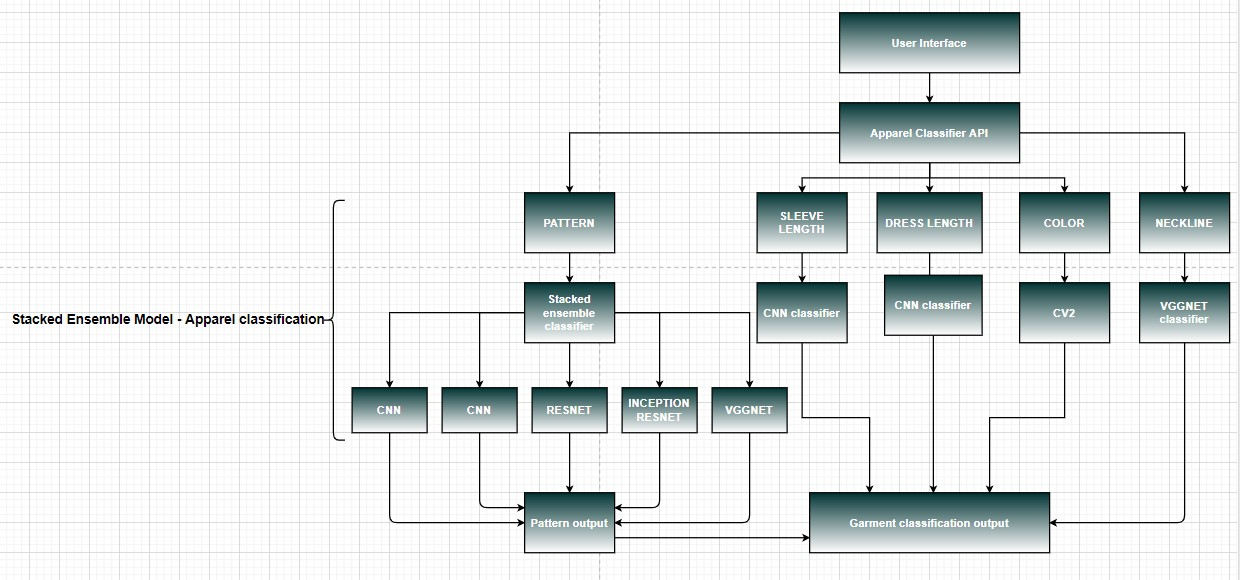 User Interface
Apparel Classifier API
PATTERN
SLEEVE
LENGTH
DRESS LENGTH
COLOR
NECKLINE
Stacked
ensemble
classifier
CNN classifier
CNN classifier
CV2
VGGNET
classifier
Stacked Ensemble Model - Apparel classification
CNN
CNN
RESNET
INCEPTION
RESNET
VGGNET
Pattern output
Garment classification output